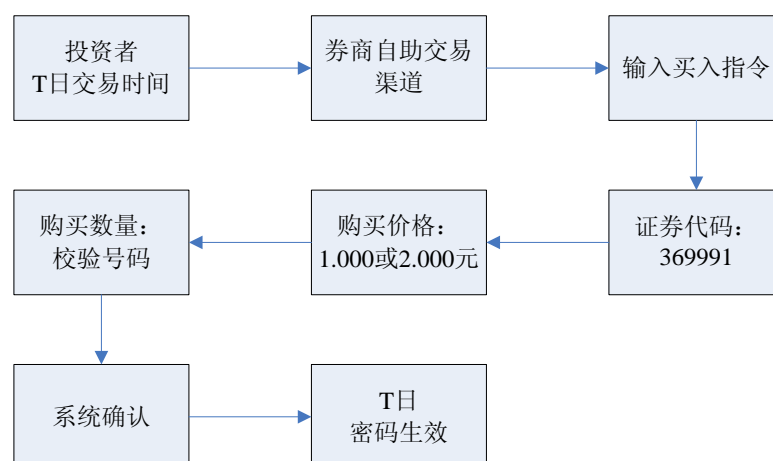 投资者
T日交易时间
券商自助交易
渠道
输入买入指令
证券代码：
369991
购买价格：
1.000或2.000元
购买数量：
校验号码
系统确认
T日
密码生效